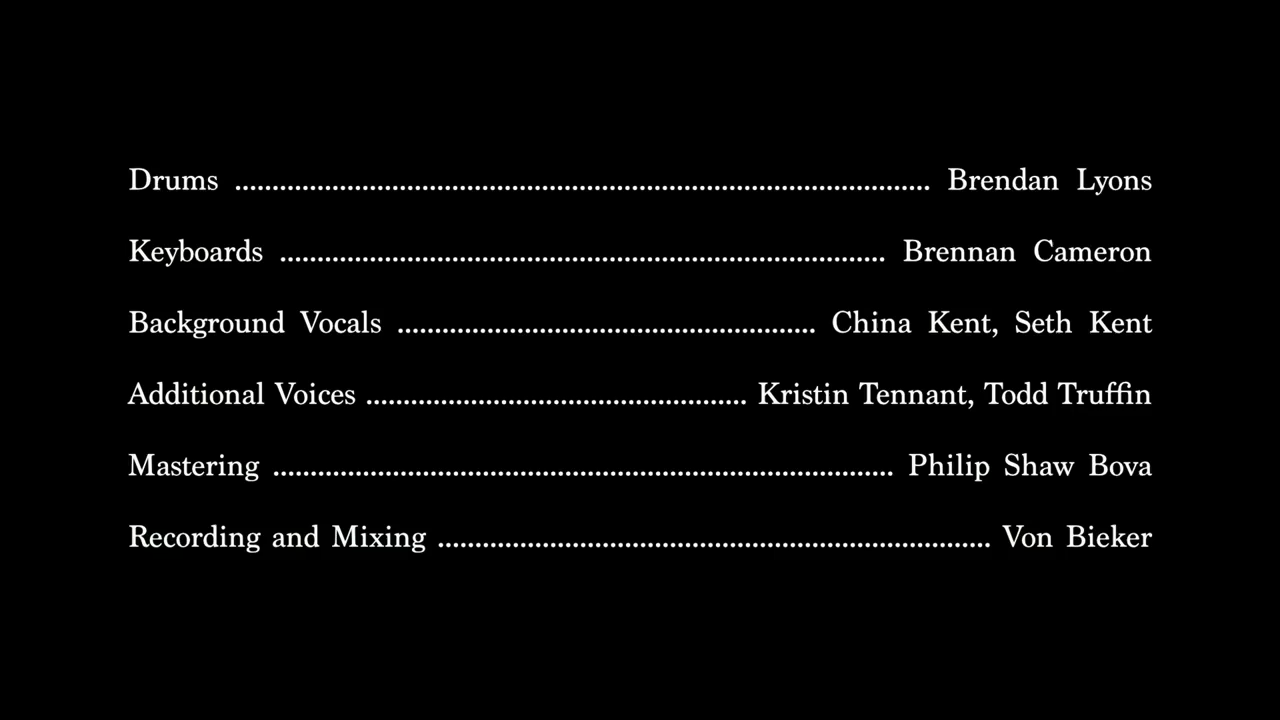 Drums ............................................................................................. Brendan Lyons
Keyboards ................................................................................. Brennan Cameron
Background Vocals ........................................................ China Kent, Seth Kent
Additional Voices ................................................... Kristin Tennant, Todd Truffin
Mastering ................................................................................... Philip Shaw Bova
Recording and Mixing .......................................................................... Von Bieker